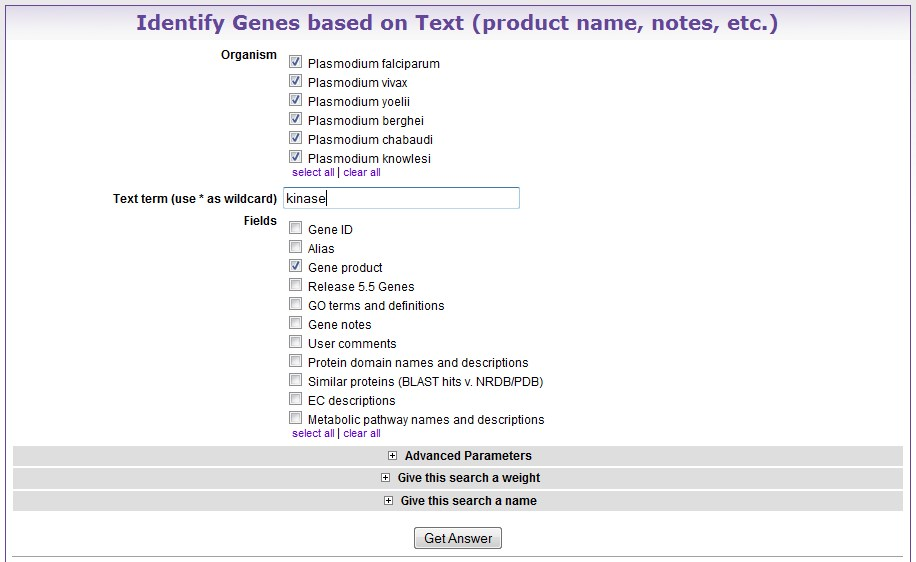 Identify Genes based on Text (product name, notes, etc.)
Organism
Plasmodium falciparum
Plasmodium vivax
Plasmodium yoelii
Plasmodium berghei
Plasmodium chabaudi
Plasmodium knowlesi
select all | clear all
Text term (use * as wildcard) kinase
Fields
Gene ID
Alias
Gene product
Release 5.5 Genes
GO terms and definitions
Gene notes
User comments
Protein domain names and descriptions
Similar proteins (BLAST hits v. NRDB/PDB)
EC descriptions
Metabolic pathway names and descriptions
select all | clear all
Advanced Parameters
Give this search a weight
Give this search a name
Get Answer